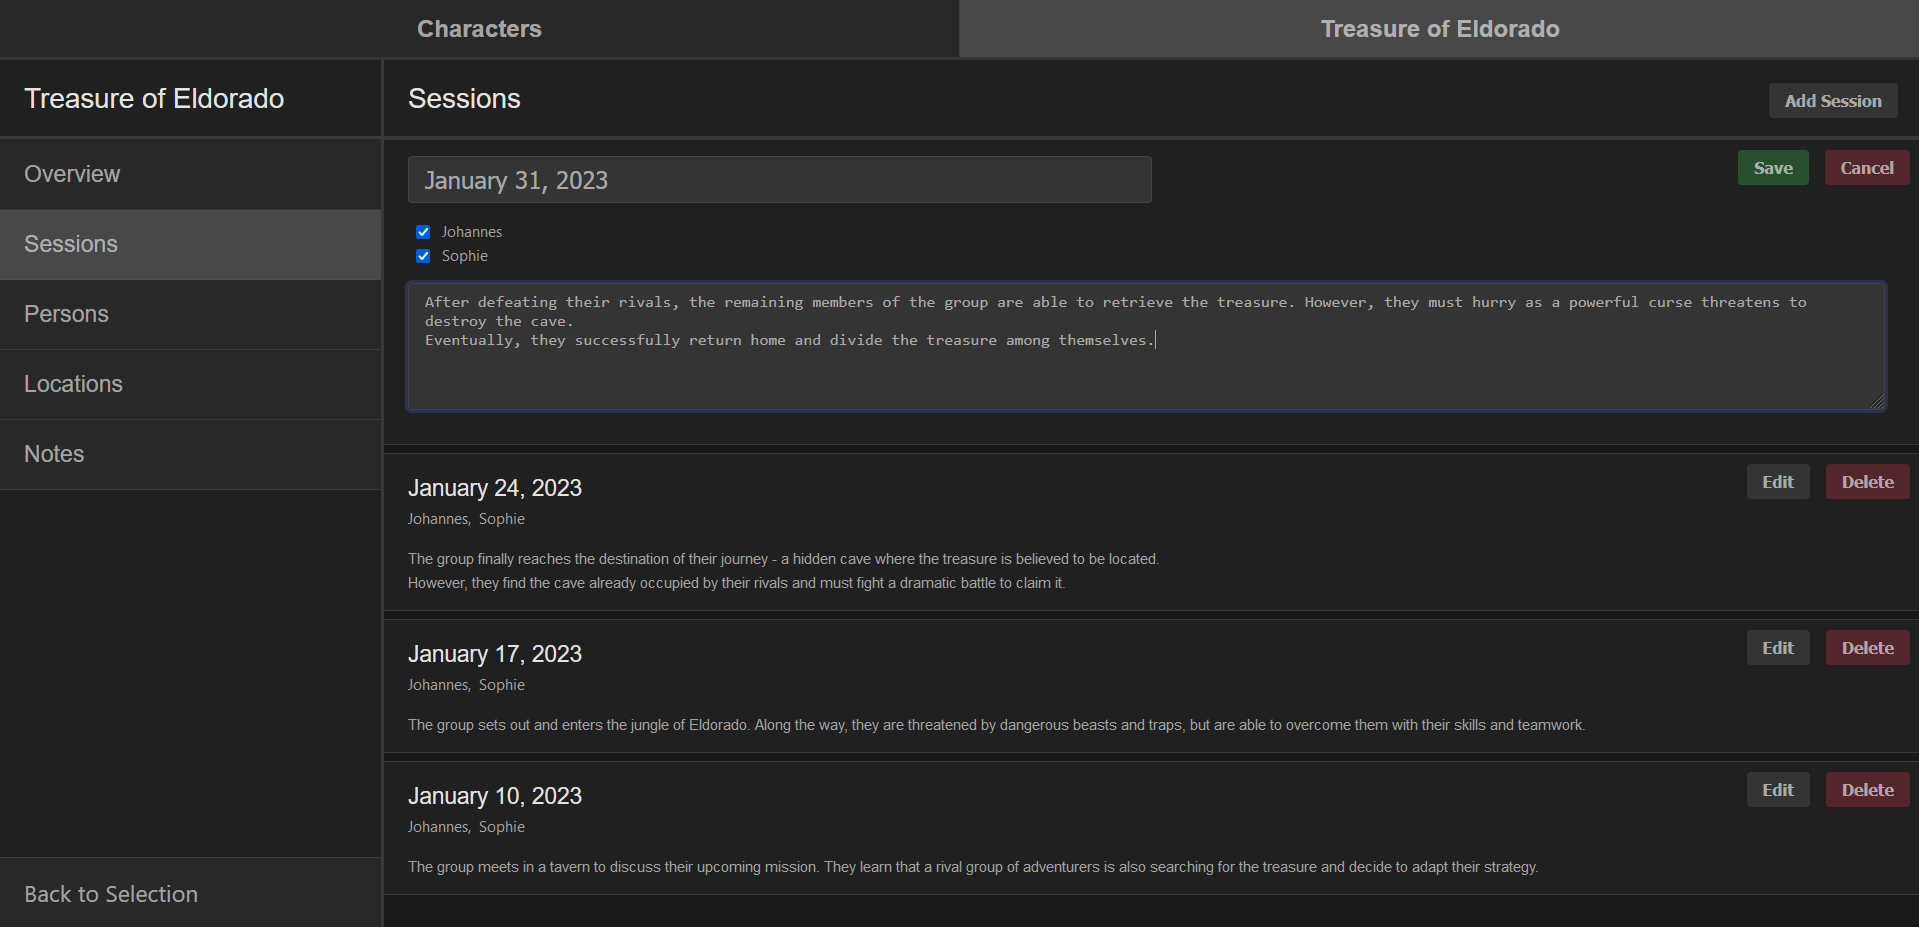 Characters
Treasure of Eldorado
Treasure of Eldorado
Overview
Sessions
Persons
Locations
Notes
Back to Selection
Sessions
Add Session
January 31, 2023
Save
Cancel
Johannes
Sophie
After defeating their rivals, the remaining members of the group are able to retrieve the treasure. However, they must hurry as a powerful curse threatens to
destroy the cave.
Eventually, they successfully return home and divide the treasure among themselves.
January 24, 2023
Edit
Delete
Johannes, Sophie
The group finally reaches the destination of their journey - a hidden cave where the treasure is believed to be located.
However, they find the cave already occupied by their rivals and must fight a dramatic battle to claim it.
January 17, 2023
Edit
Delete
Johannes, Sophie
The group sets out and enters the jungle of Eldorado. Along the way, they are threatened by dangerous beasts and traps, but are able to overcome them with their skills and teamwork.
January 10, 2023
Edit
Delete
Johannes, Sophie
The group meets in a tavern to discuss their upcoming mission. They learn that a rival group of adventurers is also searching for the treasure and decide to adapt their strategy.